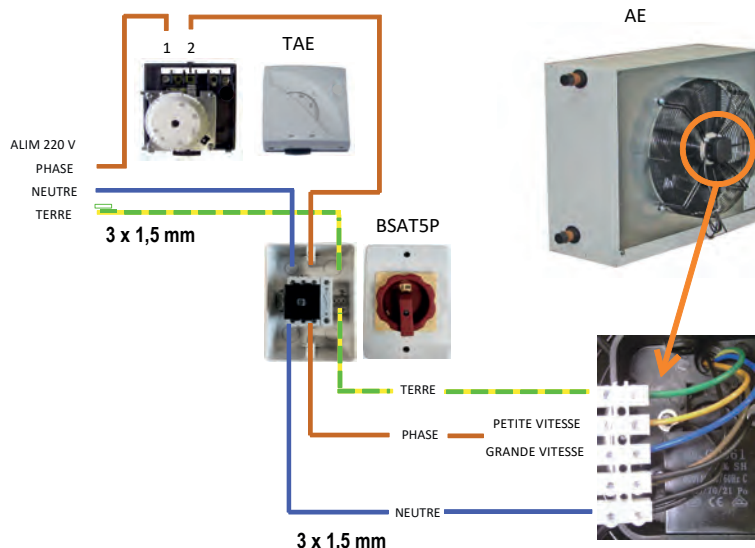 AE
1 2
TAE
ALIM 220 V
PHASE
NEUTRE
TERRE
3 x 1,5 mm
BSAT5P
TERRE
PETITE VITESSE
PHASE
GRANDE VITESSE
NEUTRE
3 x 1.5 mm